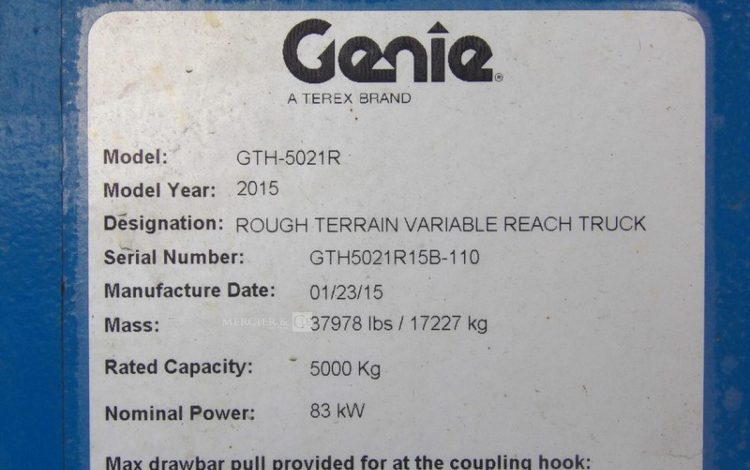 Genie®
A TEREX BRAND
Model: GTH-5021R
Model Year: 2015
Designation: ROUGH TERRAIN VARIABLE REACH TRUCK
Serial Number: GTH5021R15B-110
Manufacture Date: 01/23/15
Mass: MERCIER & C 37978 lbs / 17227 kg
Rated Capacity: 5000 Kg
Nominal Power: 83 kW
Max drawbar pull provided for at the coupling hook: